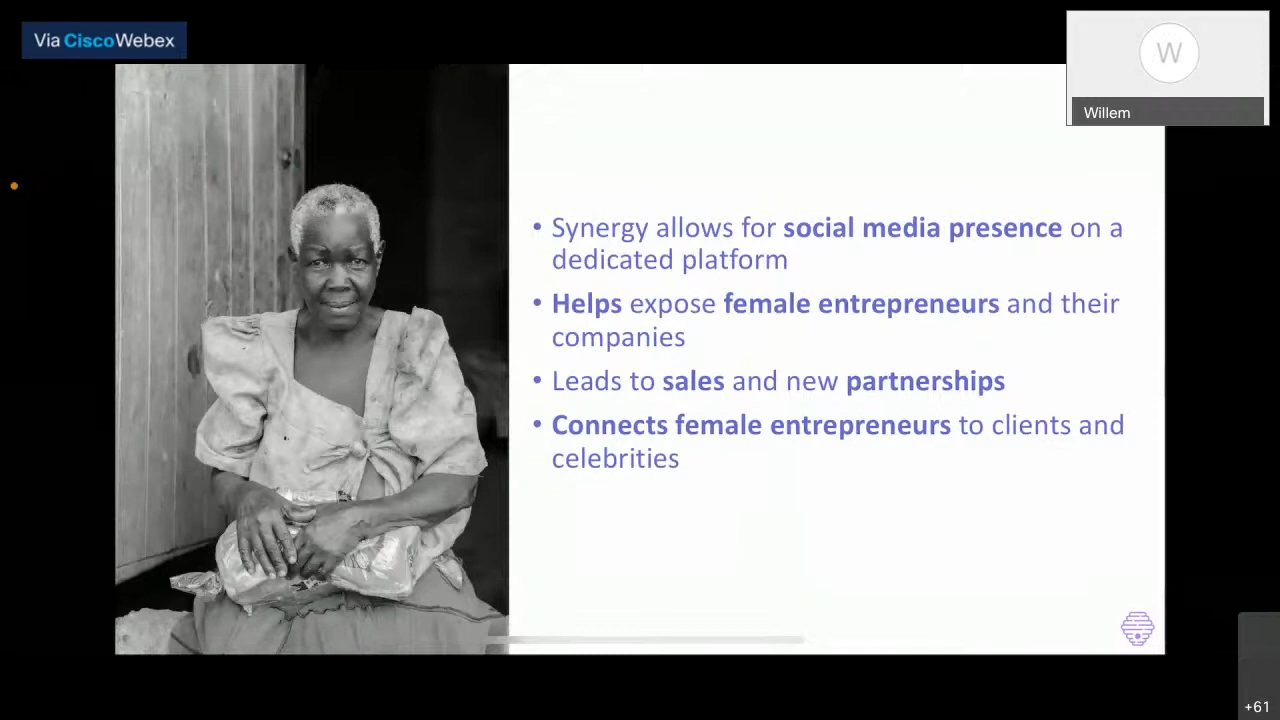 Via CiscoWebex
W
Willem
• Synergy allows for social media presence on a
dedicated platform
• Helps expose female entrepreneurs and their
companies
• Leads to sales and new partnerships
• Connects female entrepreneurs to clients and
celebrities
+61